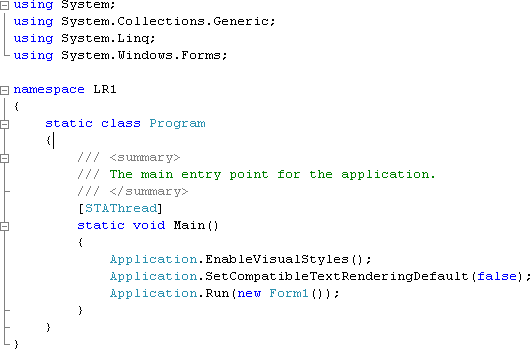 using System;
using System.Collections.Generic;
using System.Linq;
using System.Windows.Forms;
namespace LR1
{
    static class Program
    {
        /// <summary>
        /// The main entry point for the application.
        /// </summary>
        [STAThread]
        static void Main()
        {
            Application.EnableVisualStyles();
            Application.SetCompatibleTextRenderingDefault(false);
            Application.Run(new Form1());
        }
    }
}